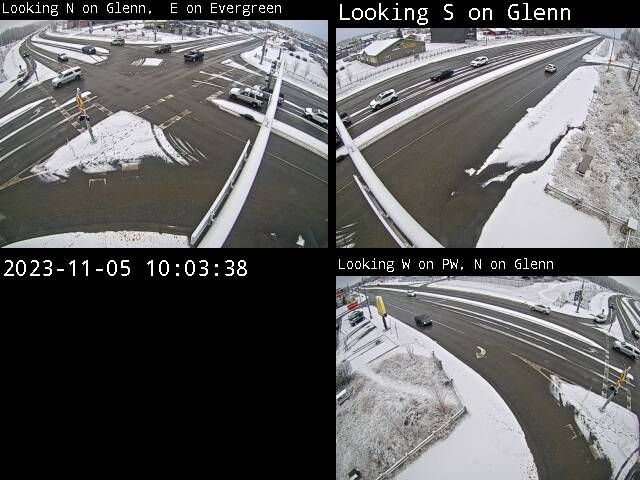 Looking N on Glenn, E on Evergreen
Looking S on Glenn
2023-11-05 10:03:38
Looking W on PW, N on Glenn